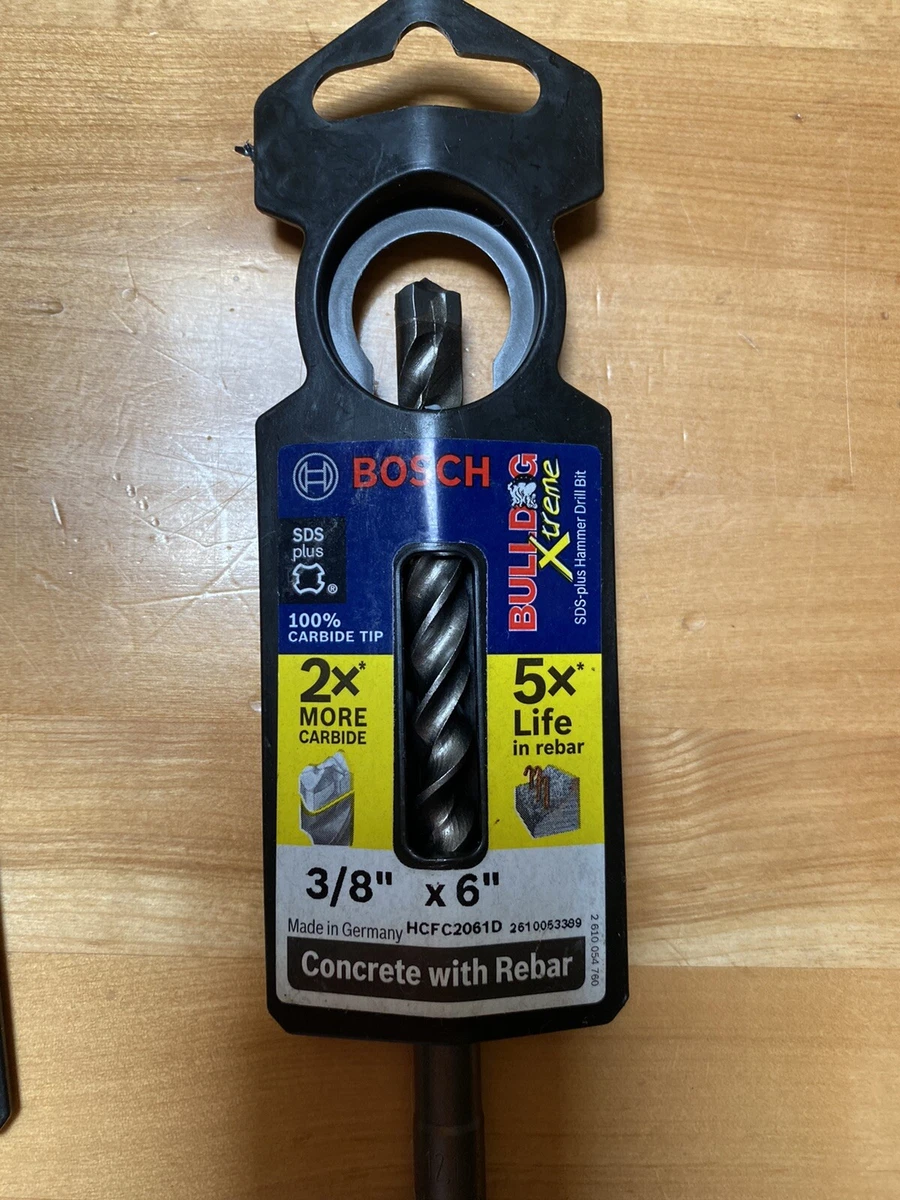 BOSCH
BULLDOG
Xtreme
SDS-plus Hammer Drill Bit
SDS
plus
®
100%
CARBIDE TIP
2x*
MORE
CARBIDE
5x*
Life
in rebar
3/8" x 6"
Made in Germany HCFC2061D 2610053389
2 610 054 760
Concrete with Rebar